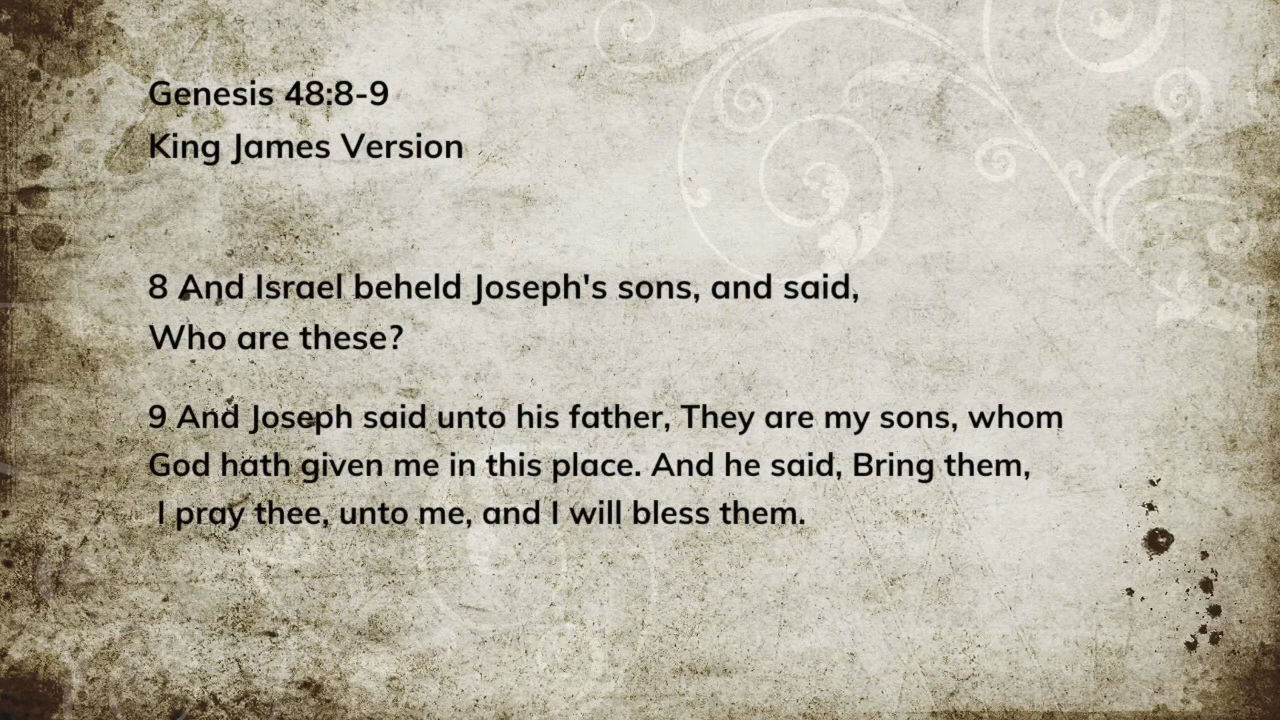 Genesis 48:8-9
King James Version
8 And Israel beheld Joseph's sons, and said,
Who are these?
9 And Joseph said unto his father, They are my sons, whom
God hath given me in this place. And he said, Bring them,
I pray thee, unto me, and I will bless them.